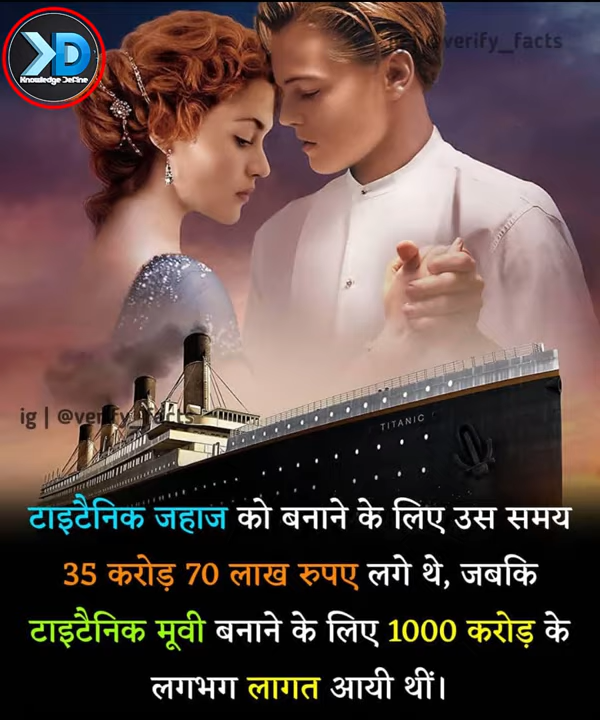 KD
Knowledge Define
@verify_facts
ig | @verify_facts
TITANIC
टाइटैनिक जहाज को बनाने के लिए उस समय
35 करोड़ 70 लाख रुपए लगे थे, जबकि
टाइटैनिक मूवी बनाने के लिए 1000 करोड़ के
लगभग लागत आयी थीं।